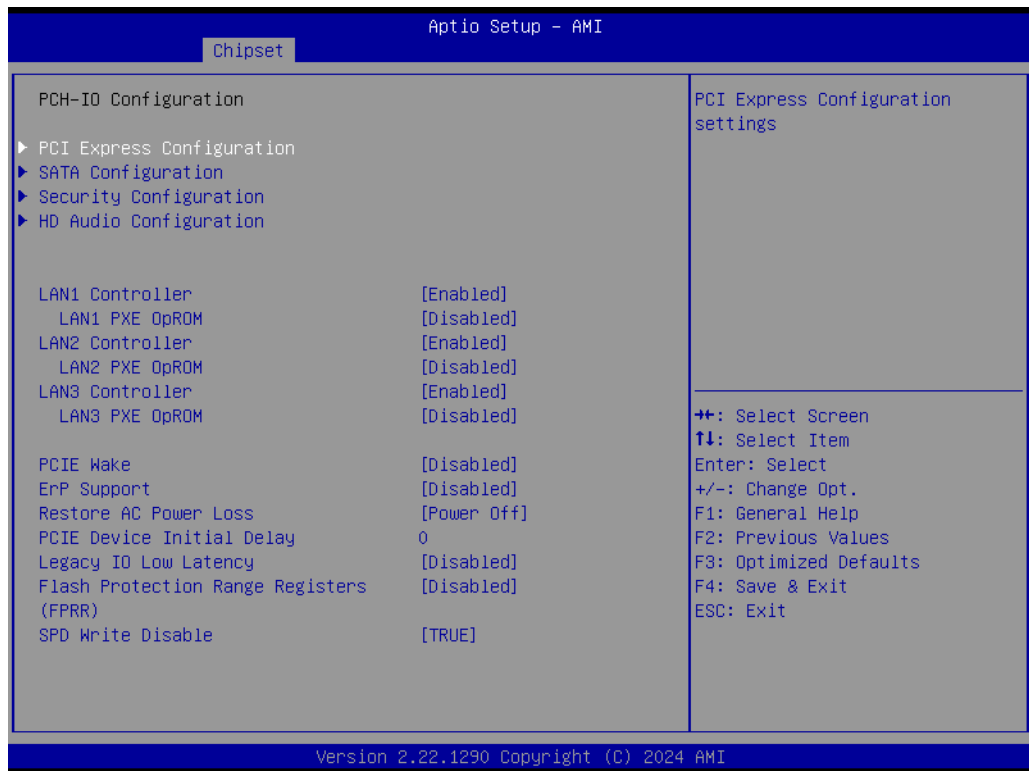 Aptio Setup – AMI
Chipset
PCH-IO Configuration
PCI Express Configuration
SATA Configuration
Security Configuration
HD Audio Configuration
LAN1 Controller [Enabled]
LAN1 PXE OpROM [Disabled]
LAN2 Controller [Enabled]
LAN2 PXE OpROM [Disabled]
LAN3 Controller [Enabled]
LAN3 PXE OpROM [Disabled]
PCIE Wake [Disabled]
ErP Support [Disabled]
Restore AC Power Loss [Power Off]
PCIE Device Initial Delay 0
Legacy IO Low Latency [Disabled]
Flash Protection Range Registers [Disabled]
(FPRR)
SPD Write Disable [TRUE]
PCI Express Configuration
settings
→←: Select Screen
↑↓: Select Item
Enter: Select
+/-: Change Opt.
F1: General Help
F2: Previous Values
F3: Optimized Defaults
F4: Save & Exit
ESC: Exit
Version 2.22.1290 Copyright (C) 2024 AMI